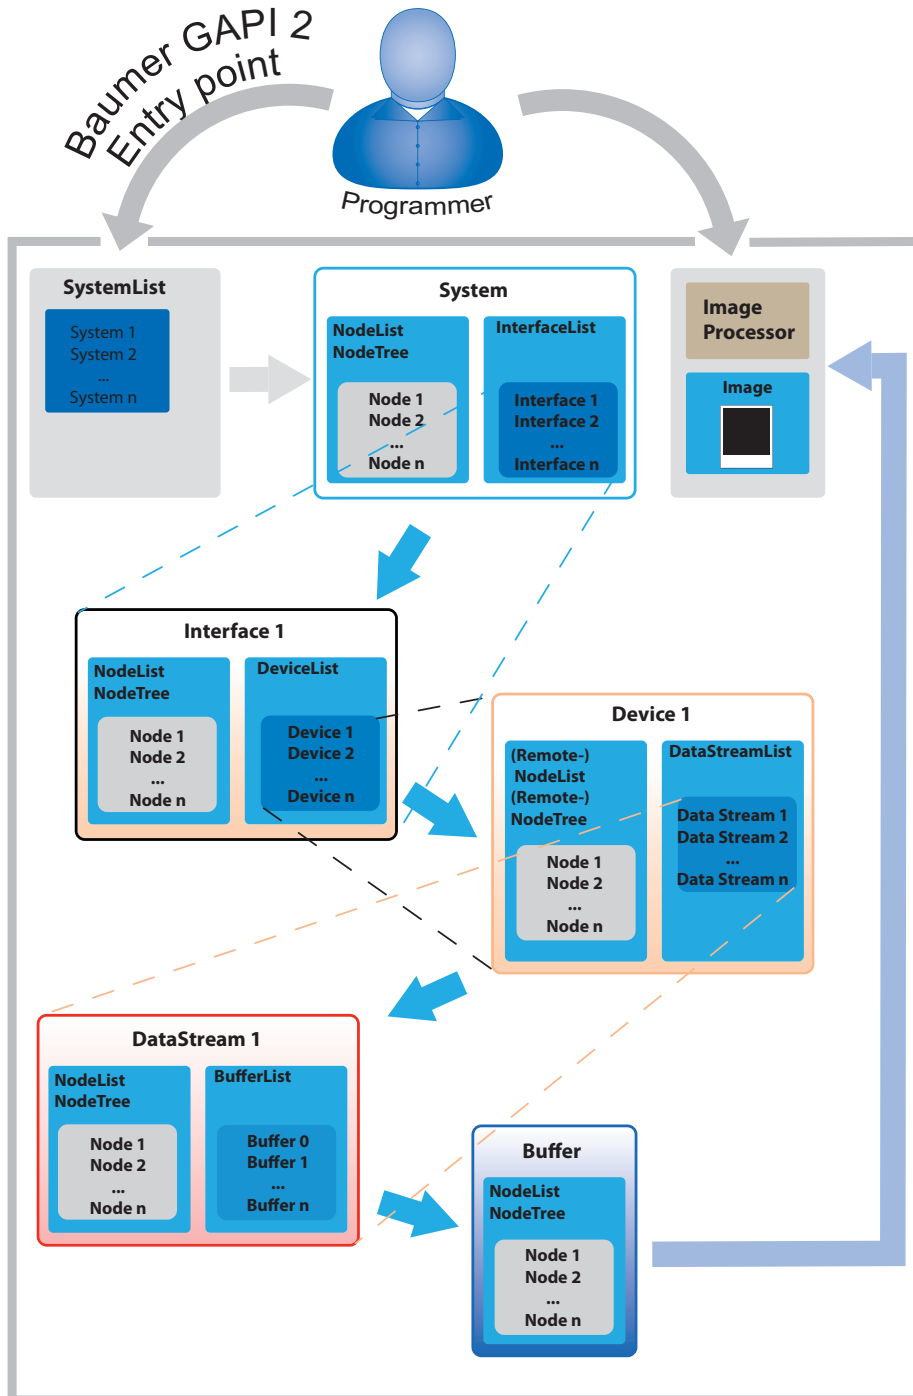 Baumer GAPI 2
Entry point
Programmer
SystemList
System 1
System 2
...
System n
System
NodeList
NodeTree
Node 1
Node 2
...
Node n
InterfaceList
Interface 1
Interface 2
...
Interface n
Image
Processor
Image
Interface 1
NodeList
NodeTree
Node 1
Node 2
...
Node n
DeviceList
Device 1
Device 2
...
Device n
Device 1
(Remote-)
NodeList
(Remote-)
NodeTree
Node 1
Node 2
...
Node n
DataStreamList
Data Stream 1
Data Stream 2
...
Data Stream n
DataStream 1
NodeList
NodeTree
Node 1
Node 2
...
Node n
BufferList
Buffer 0
Buffer 1
...
Buffer n
Buffer
NodeList
NodeTree
Node 1
Node 2
...
Node n